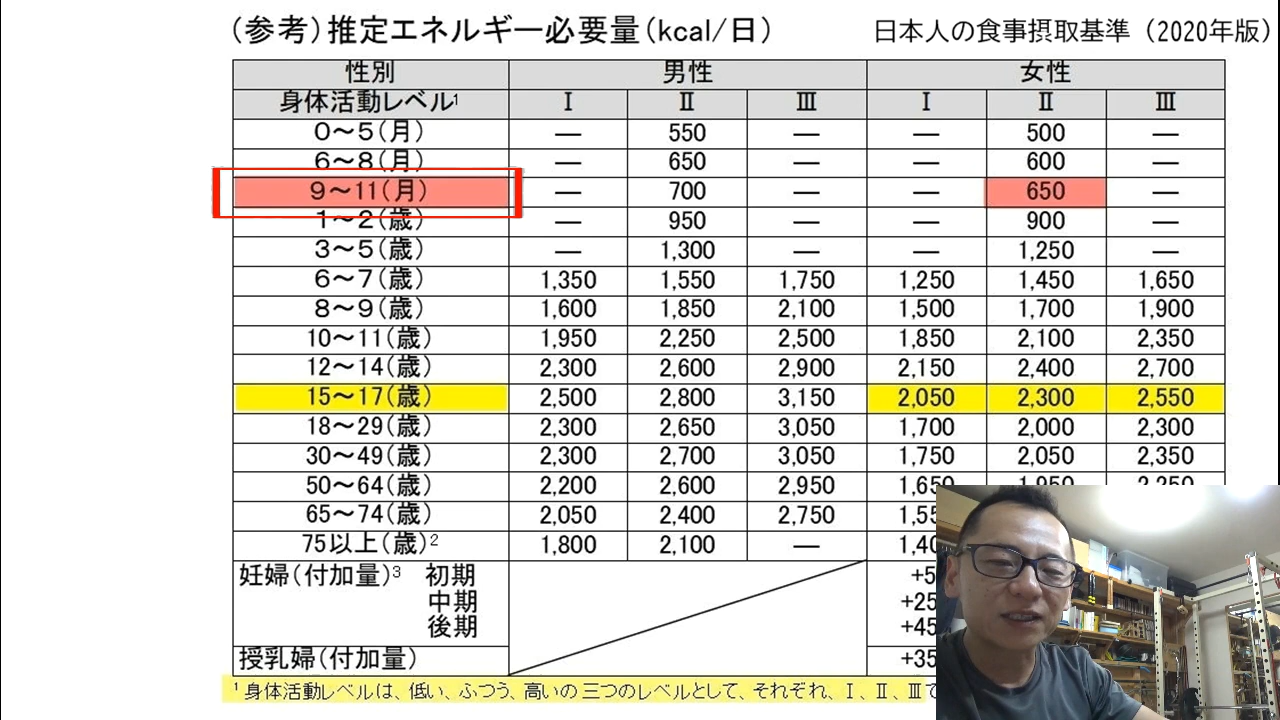 (参考)推定エネルギー必要量(kcal/日)
日本人の食事摂取基準(2020年版)
性別 男性 女性
身体活動レベル1 Ⅰ Ⅱ Ⅲ Ⅰ Ⅱ Ⅲ
0~5(月) — 550 — — 500 —
6~8(月) — 650 — — 600 —
9~11(月) — 700 — — 650 —
1~2(歳) — 950 — — 900 —
3~5(歳) — 1,300 — — 1,250 —
6~7(歳) 1,350 1,550 1,750 1,250 1,450 1,650
8~9(歳) 1,600 1,850 2,100 1,500 1,700 1,900
10~11(歳) 1,950 2,250 2,500 1,850 2,100 2,350
12~14(歳) 2,300 2,600 2,900 2,150 2,400 2,700
15~17(歳) 2,500 2,800 3,150 2,050 2,300 2,550
18~29(歳) 2,300 2,650 3,050 1,700 2,000 2,300
30~49(歳) 2,300 2,700 3,050 1,750 2,050 2,350
50~64(歳) 2,200 2,600 2,950 1,650 1,950 2,250
65~74(歳) 2,050 2,400 2,750
75以上(歳)2 1,800 2,100 —
妊婦(付加量)3 初期
中期
後期
授乳婦(付加量)
1 身体活動レベルは、低い、ふつう、高いの三つのレベルとして、それぞれ、Ⅰ、Ⅱ、Ⅲで